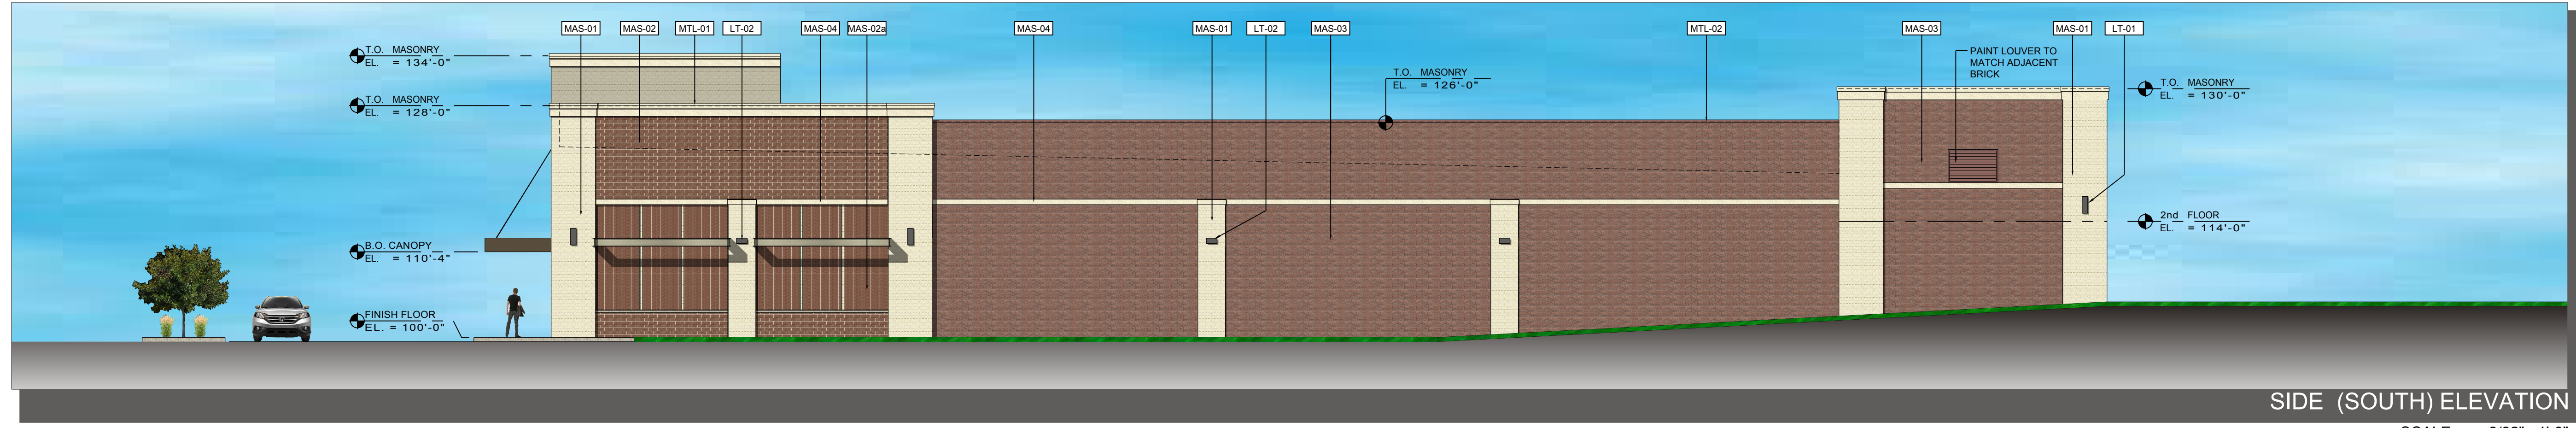 MAS-01
MAS-02
MTL-01
LT-02
MAS-04
MAS-02a
MAS-04
MAS-01
LT-02
MAS-03
MTL-02
MAS-03
MAS-01
LT-01
T.O. MASONRY
EL. = 134'-0"
T.O. MASONRY
EL. = 128'-0"
B.O. CANOPY
EL. = 110'-4"
FINISH FLOOR
EL. = 100'-0"
T.O. MASONRY
EL. = 126'-0"
PAINT LOUVER TO
MATCH ADJACENT
BRICK
T.O. MASONRY
EL. = 130'-0"
2nd FLOOR
EL. = 114'-0"
SIDE (SOUTH) ELEVATION